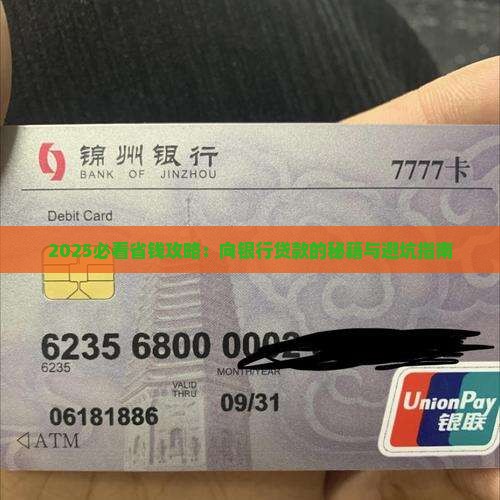 锦州银行
BANK OF JINZHOU
7777卡
Debit Card
2025必看省钱攻略：向银行贷款的秘籍与避坑指南
6235 6800 0002
6235
MONTH/YEAR
VALID
THRU
09/31
06181886
ATM
UnionPay
银联